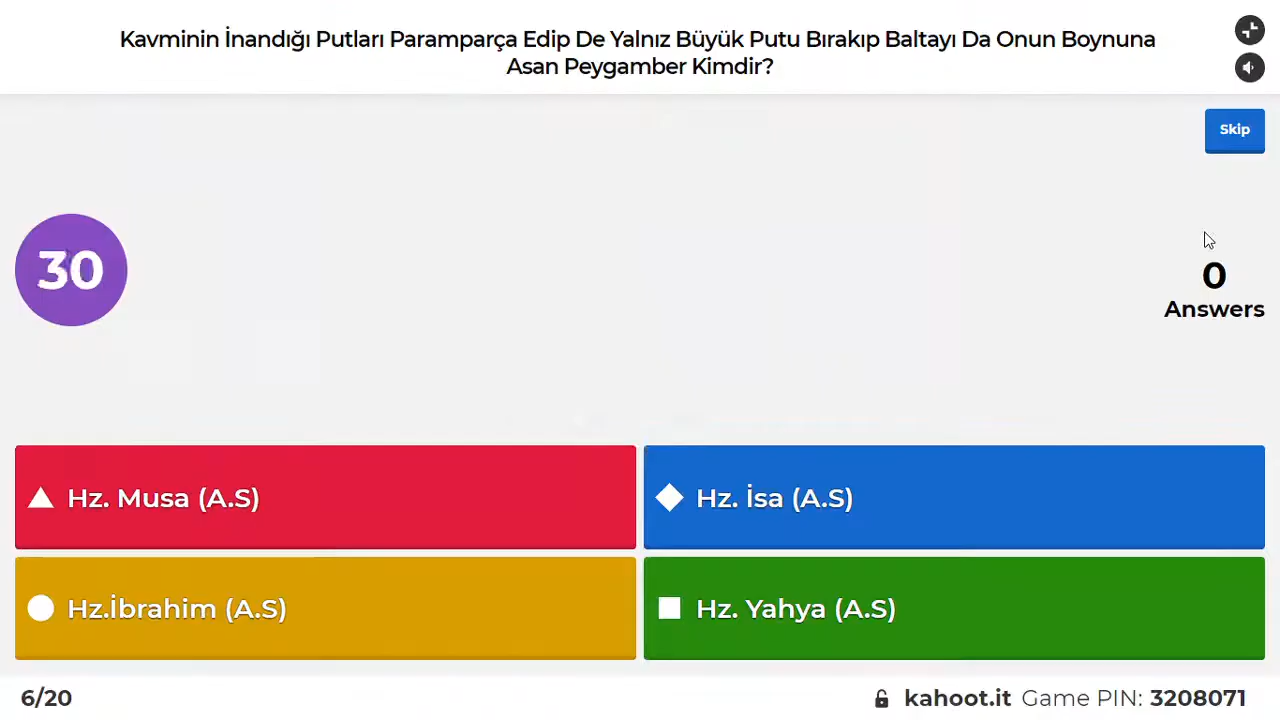 Kavminin İnandığı Putları Paramparça Edip De Yalnız Büyük Putu Bırakıp Baltayı Da Onun Boynuna
Asan Peygamber Kimdir?
Skip
30
0
Answers
Hz. Musa (A.S)
Hz. İsa (A.S)
Hz.İbrahim (A.S)
Hz. Yahya (A.S)
6/20
kahoot.it Game PIN: 3208071